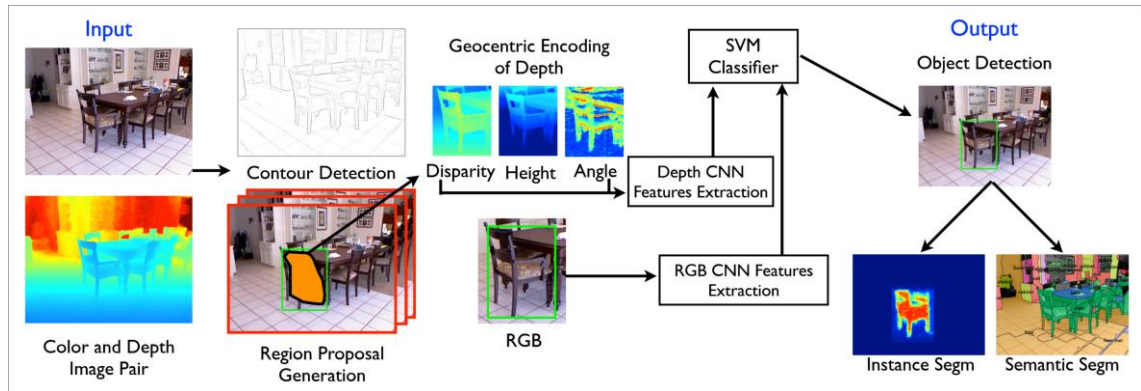 Input
Color and Depth
Image Pair
Contour Detection
Region Proposal
Generation
Geocentric Encoding
of Depth
Disparity
Height
Angle
RGB
Depth CNN
Features Extraction
RGB CNN Features
Extraction
SVM
Classifier
Output
Object Detection
Instance Segm
Semantic Segm